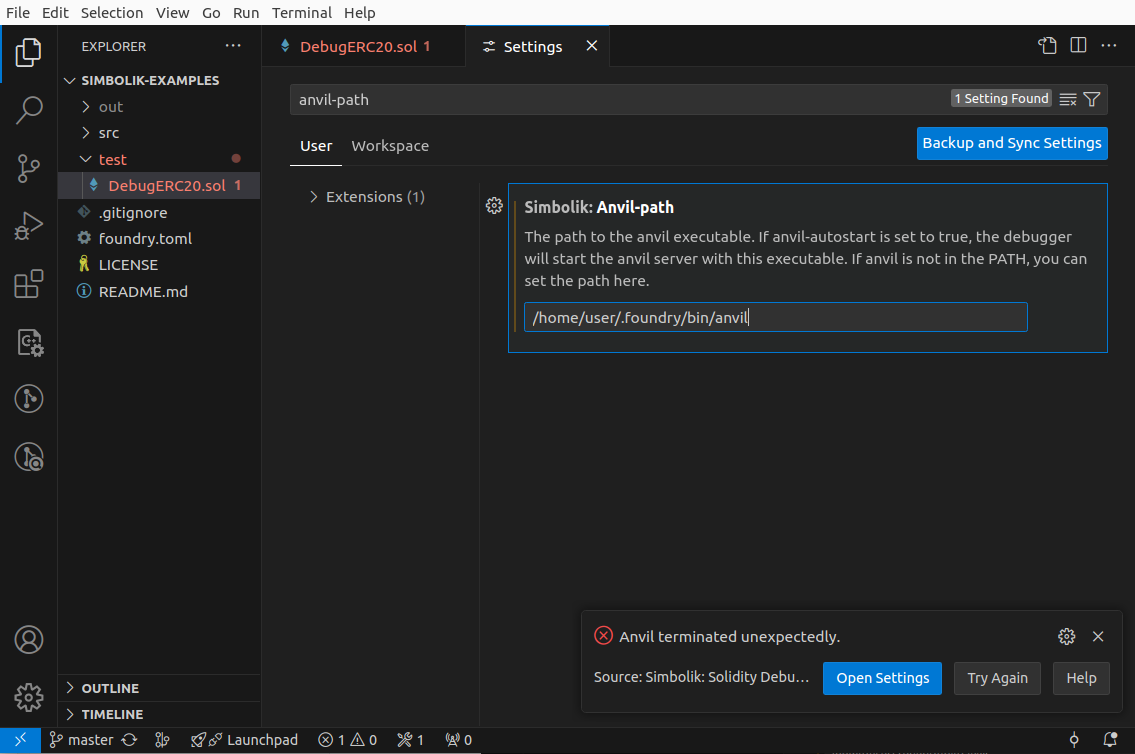 File Edit Selection View Go Run Terminal Help
EXPLORER
SIMBOLIK-EXAMPLES
out
src
test
DebugERC20.sol 1
.gitignore
foundry.toml
LICENSE
README.md
OUTLINE
TIMELINE
DebugERC20.sol 1
Settings
anvil-path
1 Setting Found
User Workspace
Backup and Sync Settings
Extensions (1)
Simbolik: Anvil-path
The path to the anvil executable. If anvil-autostart is set to true, the debugger
will start the anvil server with this executable. If anvil is not in the PATH, you can
set the path here.
/home/user/.foundry/bin/anvil
Anvil terminated unexpectedly.
Source: Simbolik: Solidity Debu…
Open Settings
Try Again
Help
master Launchpad 1 0 1 0